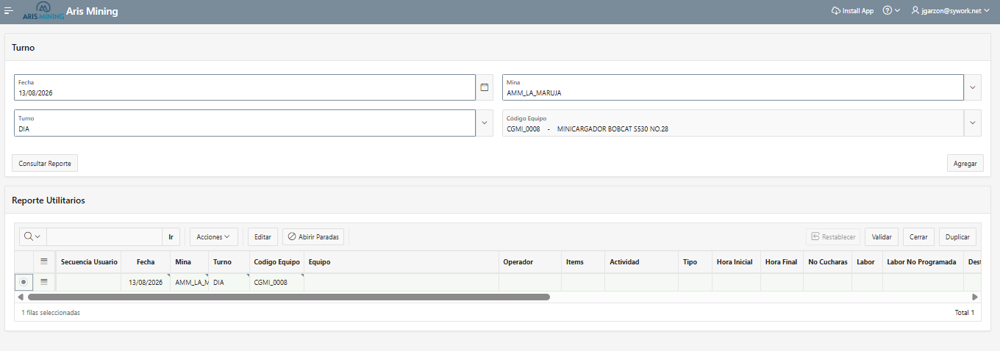 ARIS MINING Aris Mining Install App jgarzon@sywork.net
Turno
Fecha
13/08/2026
Mina
AMM_LA_MARUJA
Turno
DIA
Código Equipo
CGMI_0008 - MINICARGADOR BOBCAT S530 NO.28
Consultar Reporte Agregar
Reporte Utilitarios
Ir Acciones Editar Abirir Paradas Restablecer Validar Cerrar Duplicar
Secuencia Usuario Fecha Mina Turno Codigo Equipo Equipo Operador Items Actividad Tipo Hora Inicial Hora Final No Cucharas Labor Labor No Programada Dest
13/08/2026 AMM_LA_M DIA CGMI_0008
1 filas seleccionadas Total 1